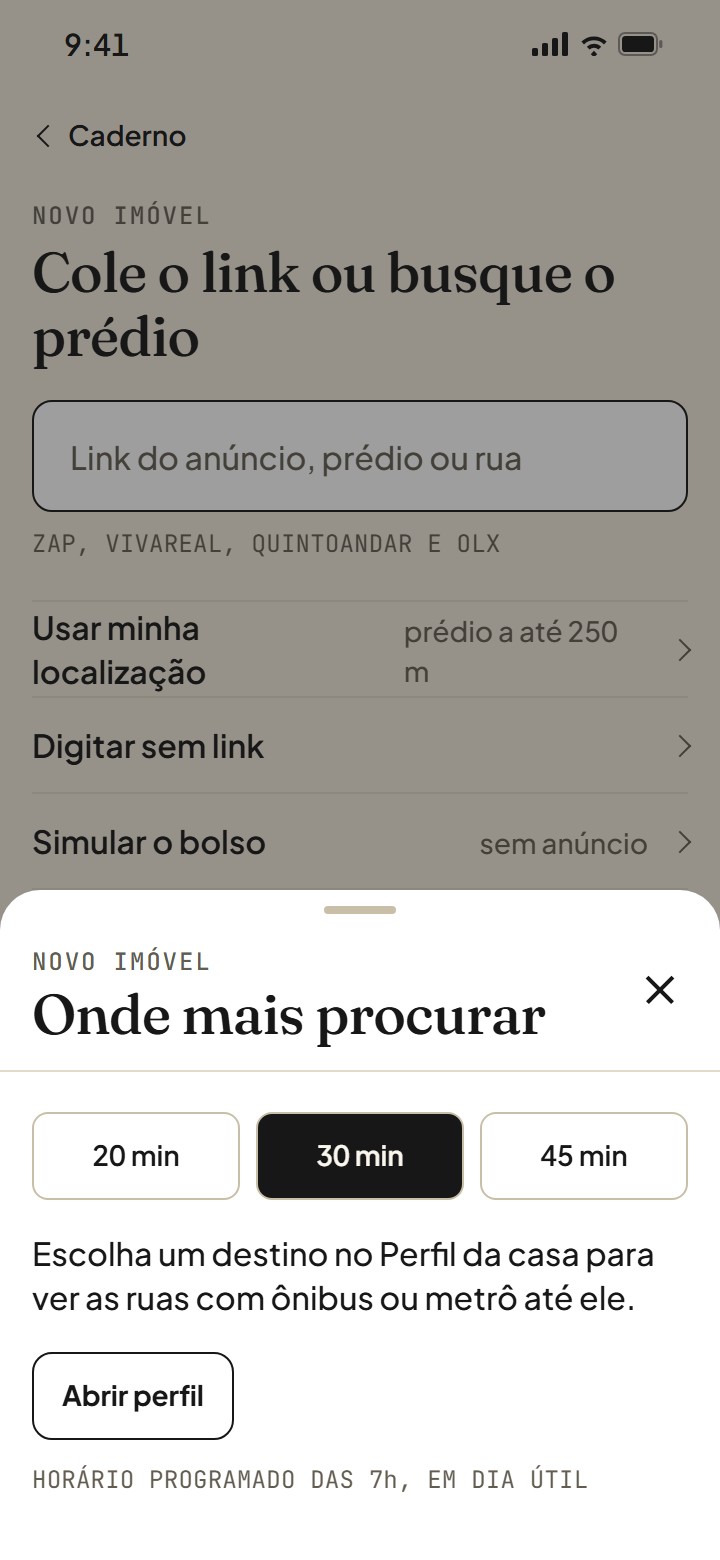 9:41
Caderno
NOVO IMÓVEL
Cole o link ou busque o
prédio
Link do anúncio, prédio ou rua
ZAP, VIVAREAL, QUINTOANDAR E OLX
Usar minha
localização
prédio a até 250
m
Digitar sem link
Simular o bolso
sem anúncio
NOVO IMÓVEL
Onde mais procurar
20 min
30 min
45 min
Escolha um destino no Perfil da casa para
ver as ruas com ônibus ou metrô até ele.
Abrir perfil
HORÁRIO PROGRAMADO DAS 7h, EM DIA ÚTIL